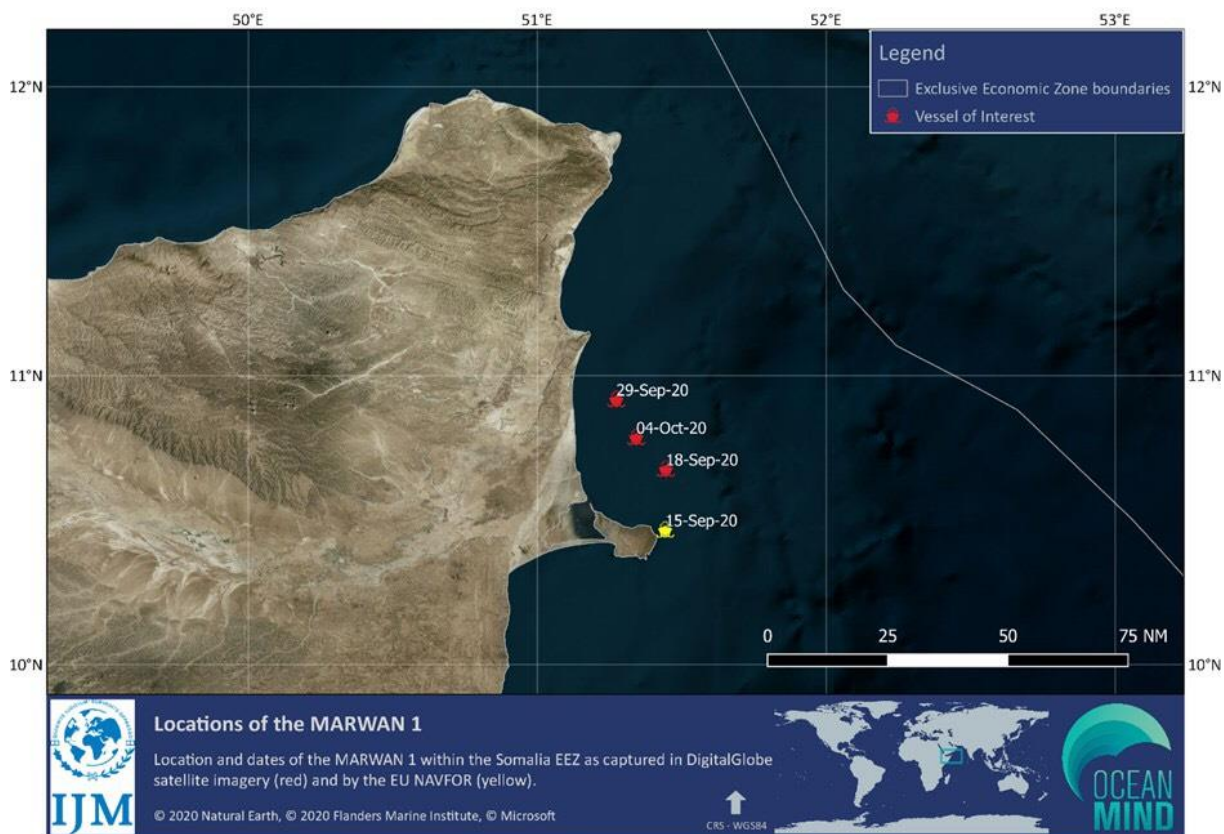 50°E 51°E 52°E 53°E
Legend
Exclusive Economic Zone boundaries
Vessel of Interest
12°N 12°N
11°N 11°N
29-Sep-20
04-Oct-20
18-Sep-20
15-Sep-20
0 25 50 75 NM
10°N 10°N
Locations of the MARWAN 1
Location and dates of the MARWAN 1 within the Somalia EEZ as captured in DigitalGlobe
satellite imagery (red) and by the EU NAVFOR (yellow).
© 2020 Natural Earth, © 2020 Flanders Marine Institute, © Microsoft
IJM
CRS - WGS84
OCEAN
MIND